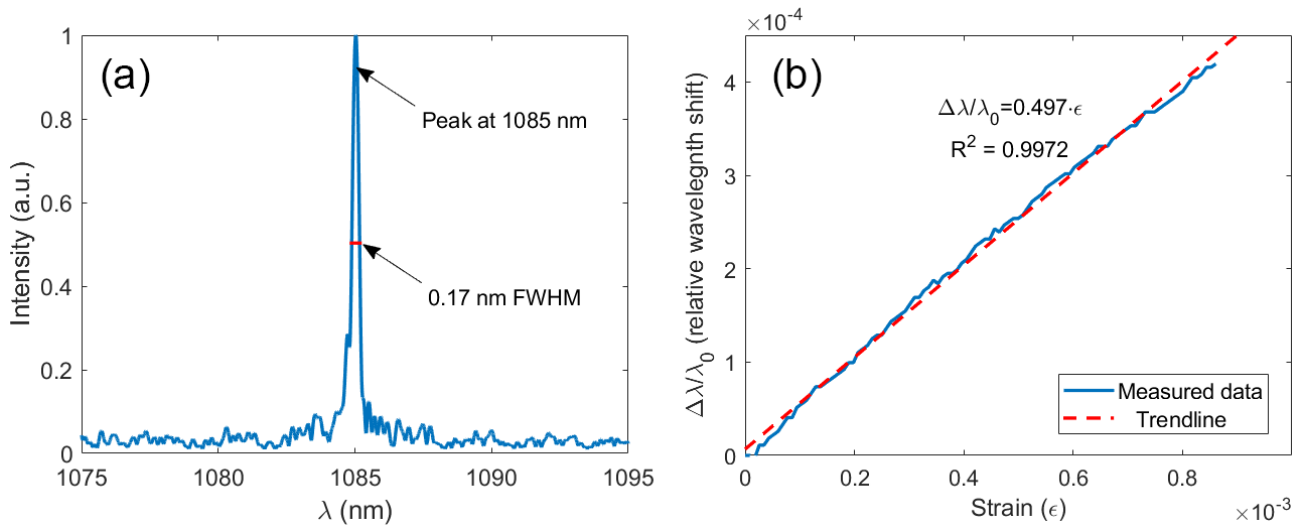 (a)
Peak at 1085 nm
0.17 nm FWHM
Intensity (a.u.)
1
0.8
0.6
0.4
0.2
0
1075
1080
1085
1090
1095
λ (nm)
×10⁻⁴
(b)
Δλ/λ₀=0.497·ϵ
R² = 0.9972
Δλ/λ₀ (relative wavelegnth shift)
4
3
2
1
0
Measured data
Trendline
0
0.2
0.4
0.6
0.8
Strain (ϵ)
×10⁻³